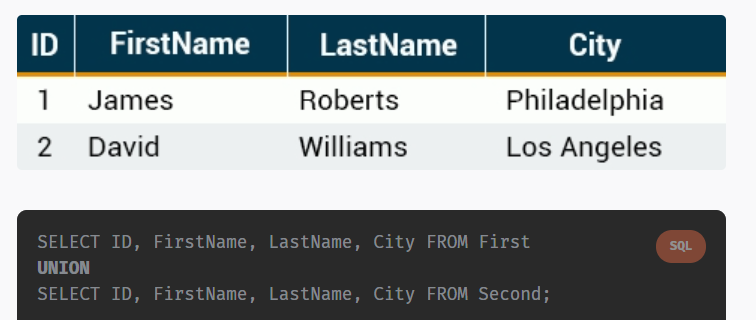 ID FirstName LastName City
1 James Roberts Philadelphia
2 David Williams Los Angeles
SELECT ID, FirstName, LastName, City FROM First
SQL
UNION
SELECT ID, FirstName, LastName, City FROM Second;